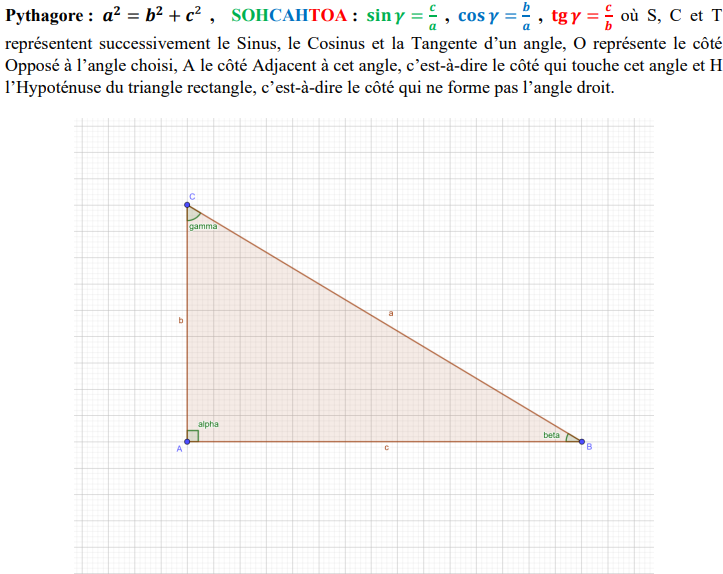 Pythagore : a² = b² + c² , SOHCAHTOA : sin γ = c/a , cos γ = b/a , tg γ = c/b où S, C et T
représentent successivement le Sinus, le Cosinus et la Tangente d’un angle, O représente le côté
Opposé à l’angle choisi, A le côté Adjacent à cet angle, c’est-à-dire le côté qui touche cet angle et H
l’Hypoténuse du triangle rectangle, c’est-à-dire le côté qui ne forme pas l’angle droit.
C
gamma
a
b
alpha
beta
A
c
B